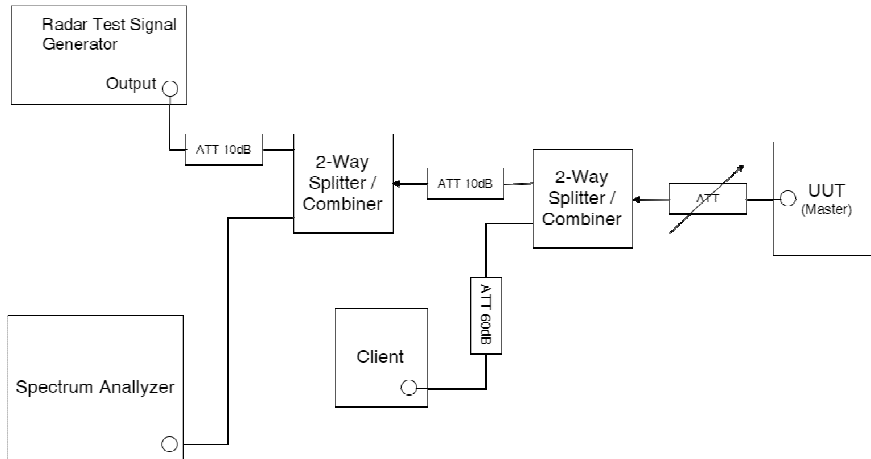 Radar Test Signal
Generator
Output
ATT 10dB
2-Way
Splitter /
Combiner
ATT 10dB
2-Way
Splitter /
Combiner
ATT
UUT
(Master)
ATT 60dB
Client
Spectrum Anallyzer